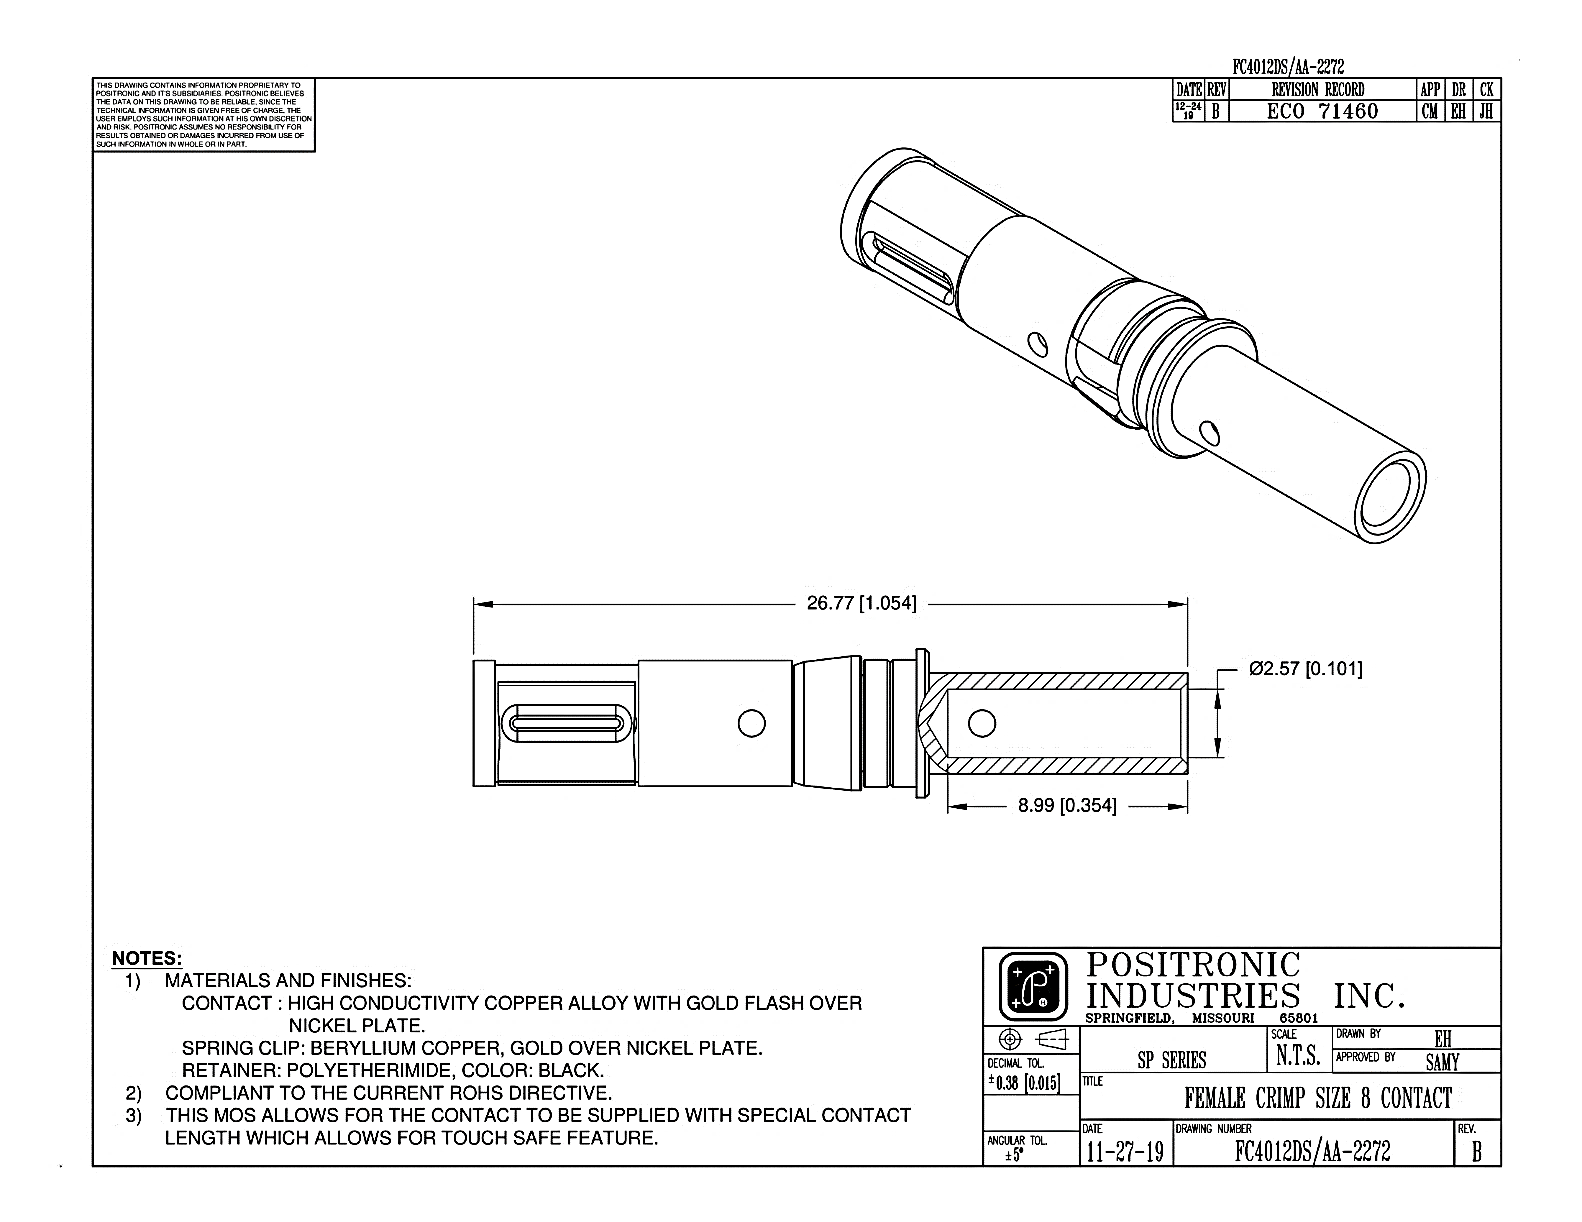 FC4012DS/AA-2272
THIS DRAWING CONTAINS INFORMATION PROPRIETARY TO
POSITRONIC AND ITS SUBSIDIARIES. POSITRONIC BELIEVES
THE DATA ON THIS DRAWING TO BE RELIABLE. SINCE THE
TECHNICAL INFORMATION IS GIVEN FREE OF CHARGE, THE
USER EMPLOYS SUCH INFORMATION AT HIS OWN DISCRETION
AND RISK. POSITRONIC ASSUMES NO RESPONSIBILITY FOR
RESULTS OBTAINED OR DAMAGES INCURRED FROM USE OF
SUCH INFORMATION IN WHOLE OR IN PART.
DATE REV REVISION RECORD APP DR CK
12-24
19 B ECO 71460 CM EH JH
26.77 [1.054]
Ø2.57 [0.101]
8.99 [0.354]
NOTES:
1) MATERIALS AND FINISHES:
CONTACT : HIGH CONDUCTIVITY COPPER ALLOY WITH GOLD FLASH OVER
NICKEL PLATE.
SPRING CLIP: BERYLLIUM COPPER, GOLD OVER NICKEL PLATE.
RETAINER: POLYETHERIMIDE, COLOR: BLACK.
2) COMPLIANT TO THE CURRENT ROHS DIRECTIVE.
3) THIS MOS ALLOWS FOR THE CONTACT TO BE SUPPLIED WITH SPECIAL CONTACT
LENGTH WHICH ALLOWS FOR TOUCH SAFE FEATURE.
P ®
POSITRONIC
INDUSTRIES INC.
SPRINGFIELD, MISSOURI 65801
DECIMAL TOL.
±0.38 [0.015]
ANGULAR TOL.
±5°
SP SERIES
SCALE
N.T.S.
DRAWN BY EH
APPROVED BY SAMY
TITLE
FEMALE CRIMP SIZE 8 CONTACT
DATE
11-27-19
DRAWING NUMBER
FC4012DS/AA-2272
REV.
B